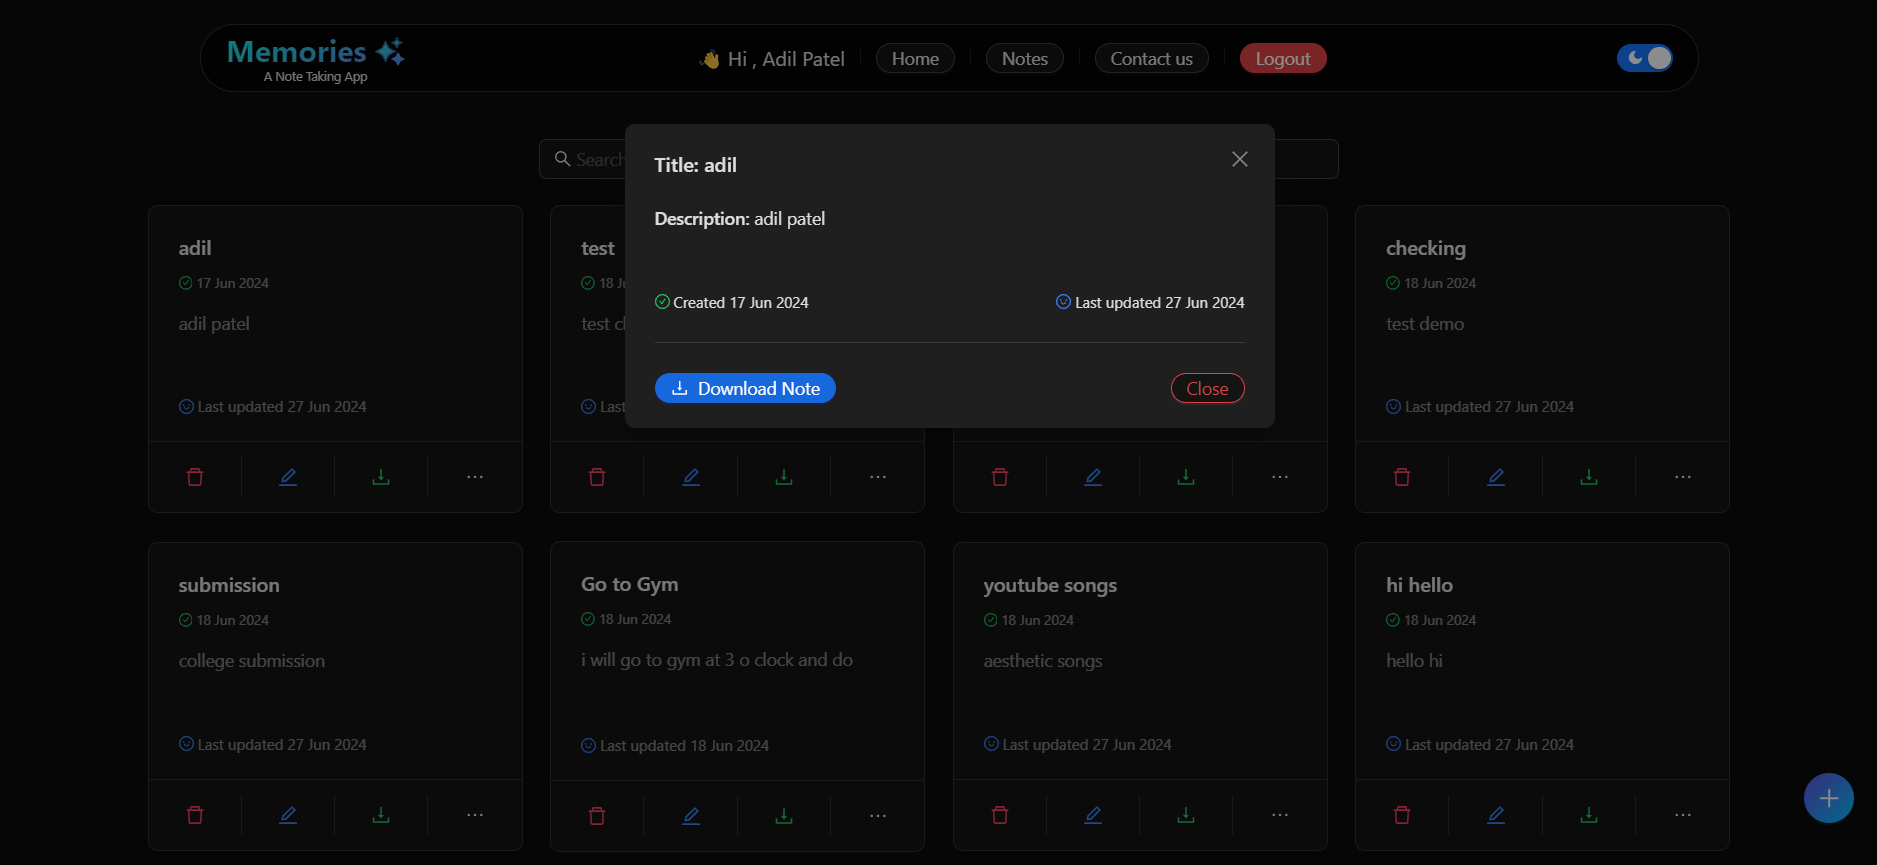 Memories
A Note Taking App
Hi , Adil Patel
Home
Notes
Contact us
Logout
Search
Title: adil
Description: adil patel
Created 17 Jun 2024
Last updated 27 Jun 2024
Download Note
Close
adil
17 Jun 2024
adil patel
Last updated 27 Jun 2024
test
18
test
Last
checking
18 Jun 2024
test demo
Last updated 27 Jun 2024
submission
18 Jun 2024
college submission
Last updated 27 Jun 2024
Go to Gym
18 Jun 2024
i will go to gym at 3 o clock and do
Last updated 18 Jun 2024
youtube songs
18 Jun 2024
aesthetic songs
Last updated 27 Jun 2024
hi hello
18 Jun 2024
hello hi
Last updated 27 Jun 2024